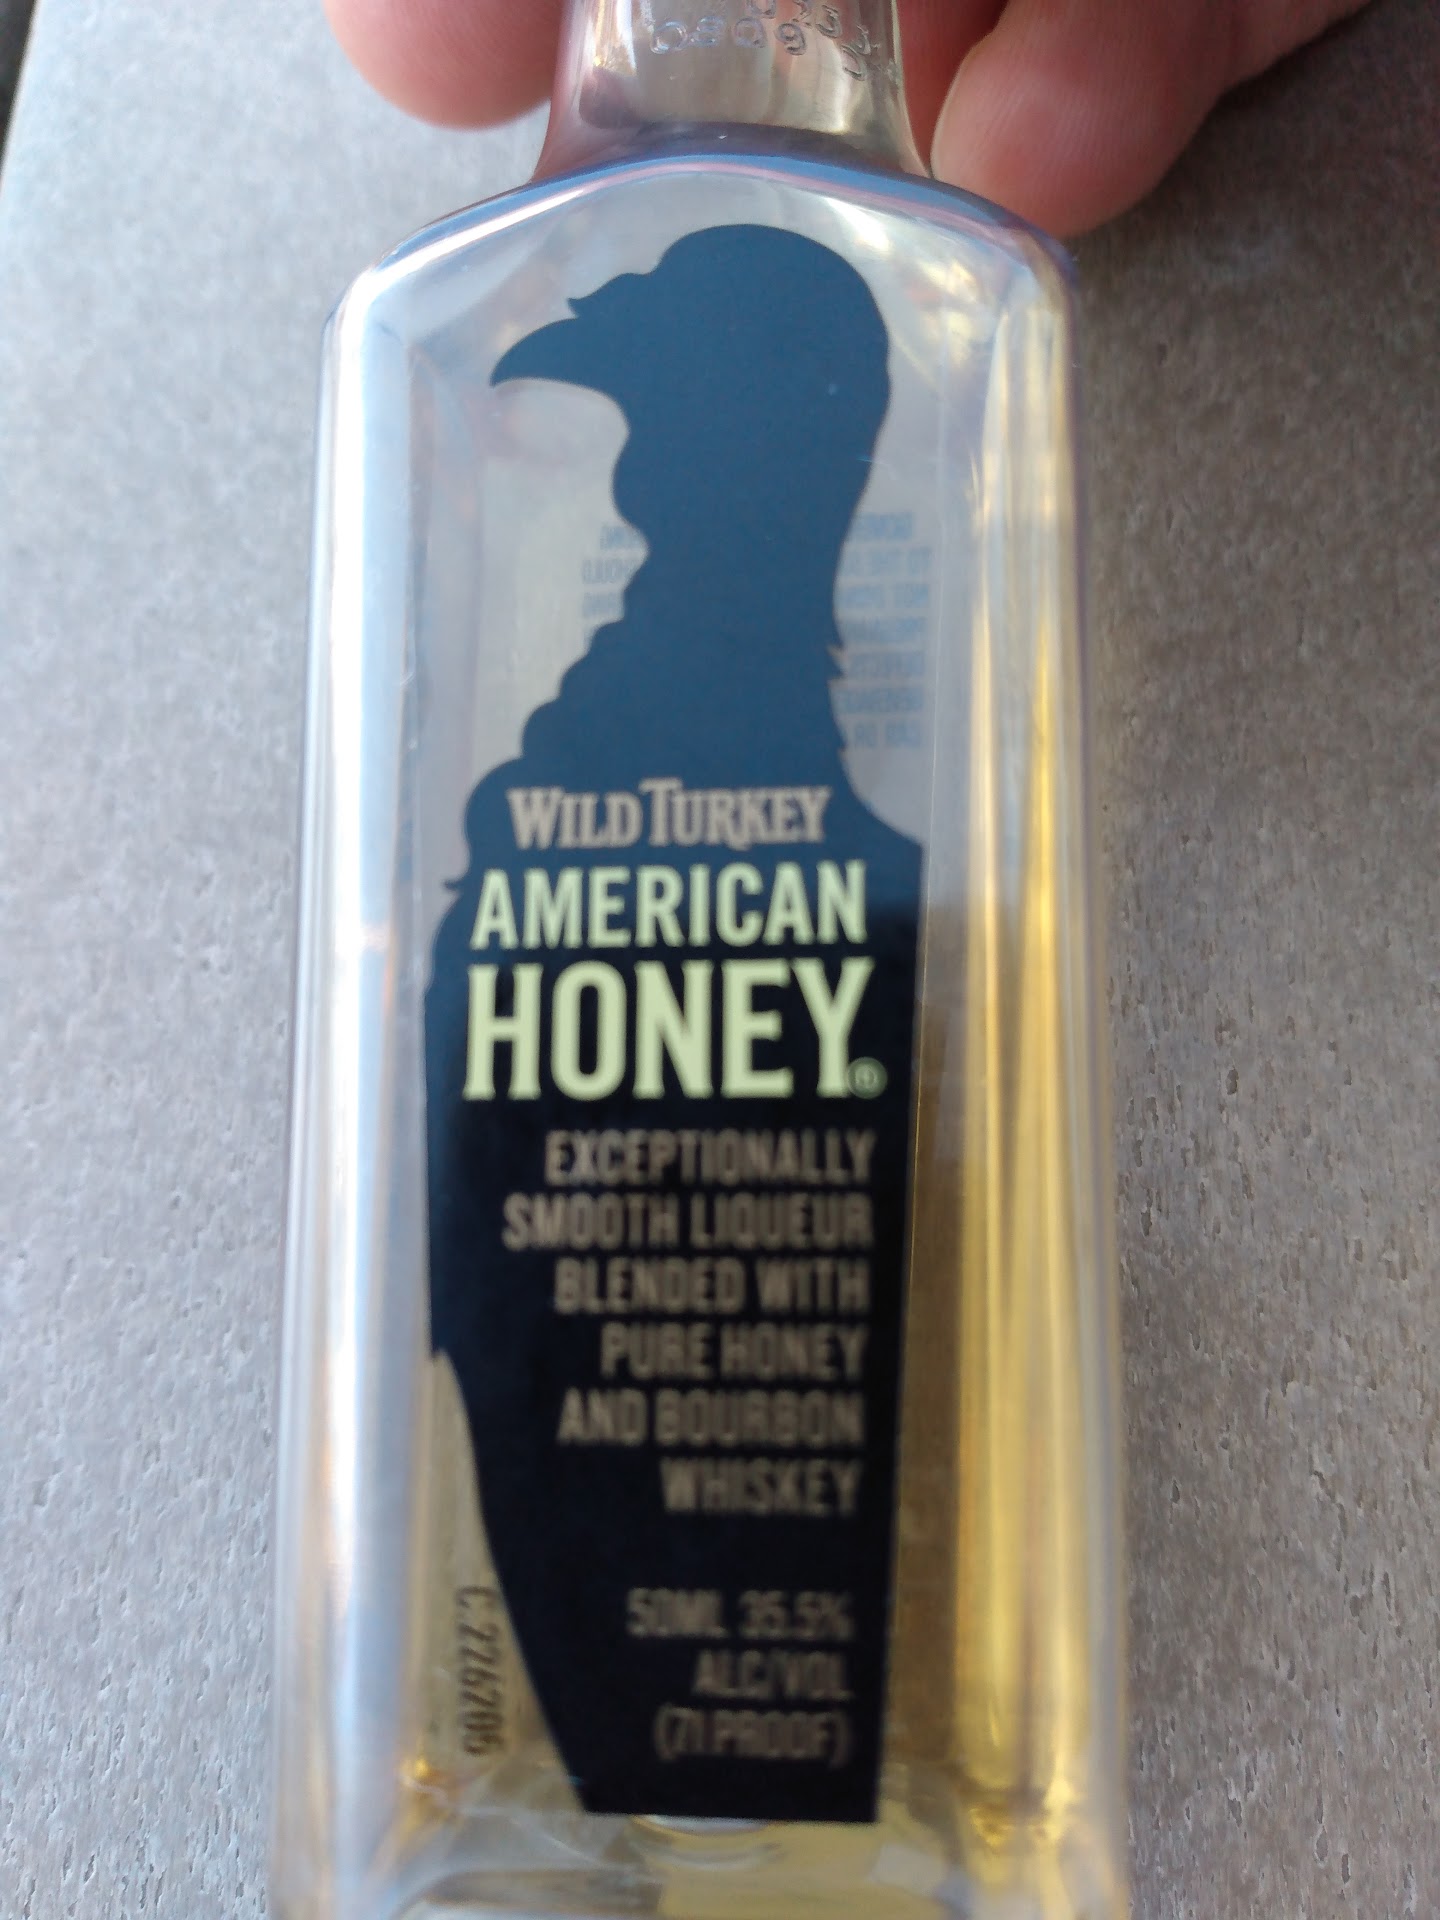 WILD TURKEY
AMERICAN
HONEY®
EXCEPTIONALLY
SMOOTH LIQUEUR
BLENDED WITH
PURE HONEY
AND BOURBON
WHISKEY
50ML 35.5%
ALC/VOL
(71 PROOF)